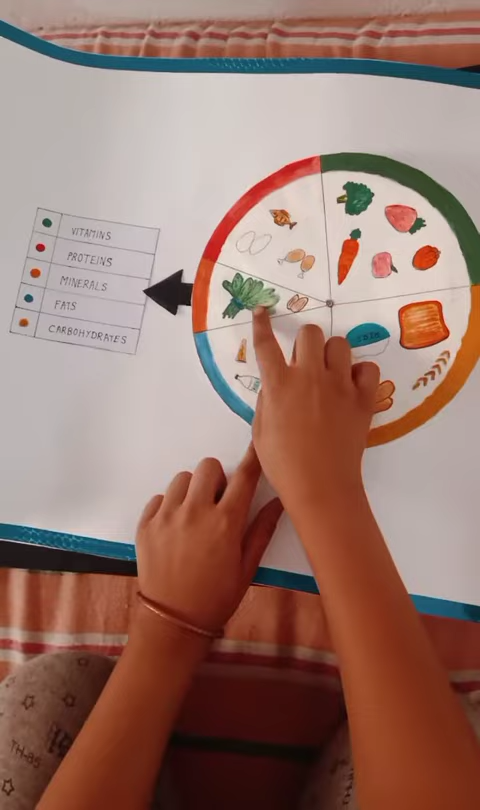 VITAMINS
PROTEINS
MINERALS
FATS
CARBOHYDRATES